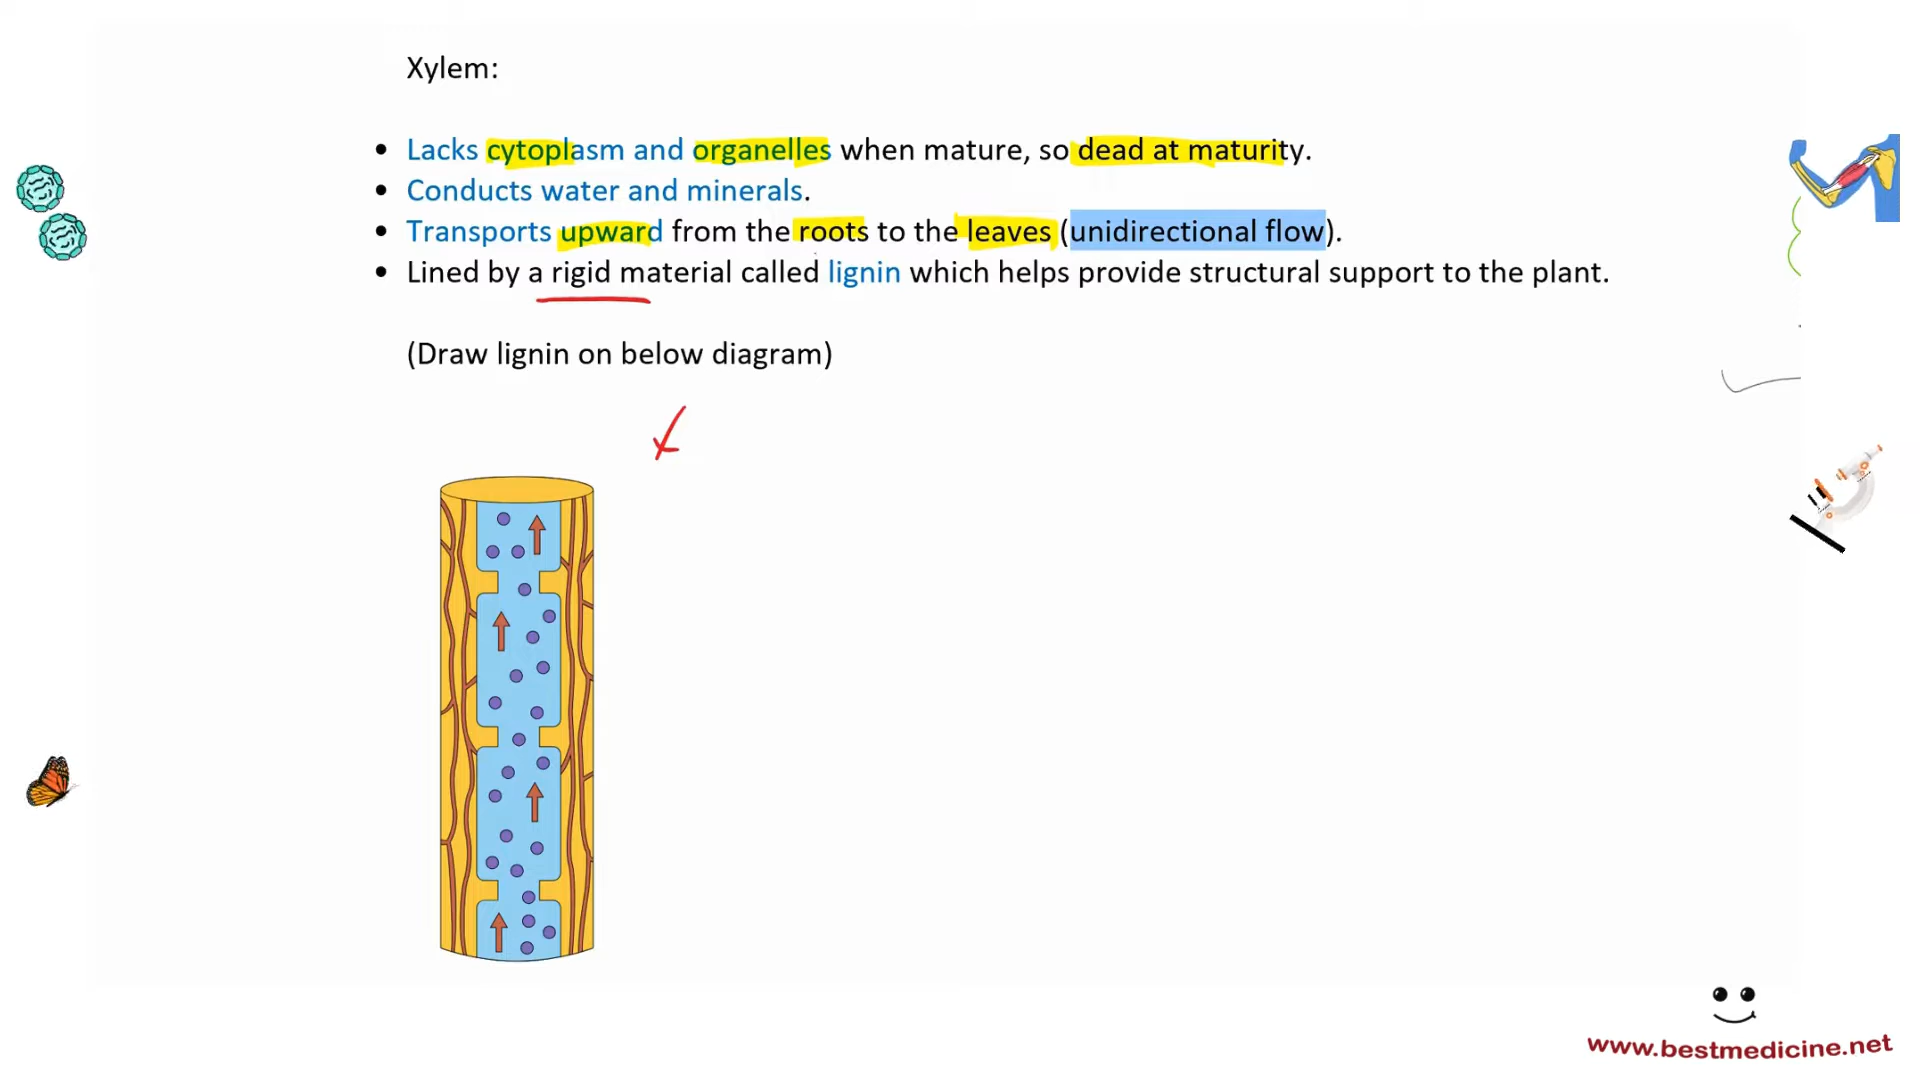 Xylem:
• Lacks cytoplasm and organelles when mature, so dead at maturity.
• Conducts water and minerals.
• Transports upward from the roots to the leaves (unidirectional flow).
• Lined by a rigid material called lignin which helps provide structural support to the plant.
(Draw lignin on below diagram)
www.bestmedicine.net